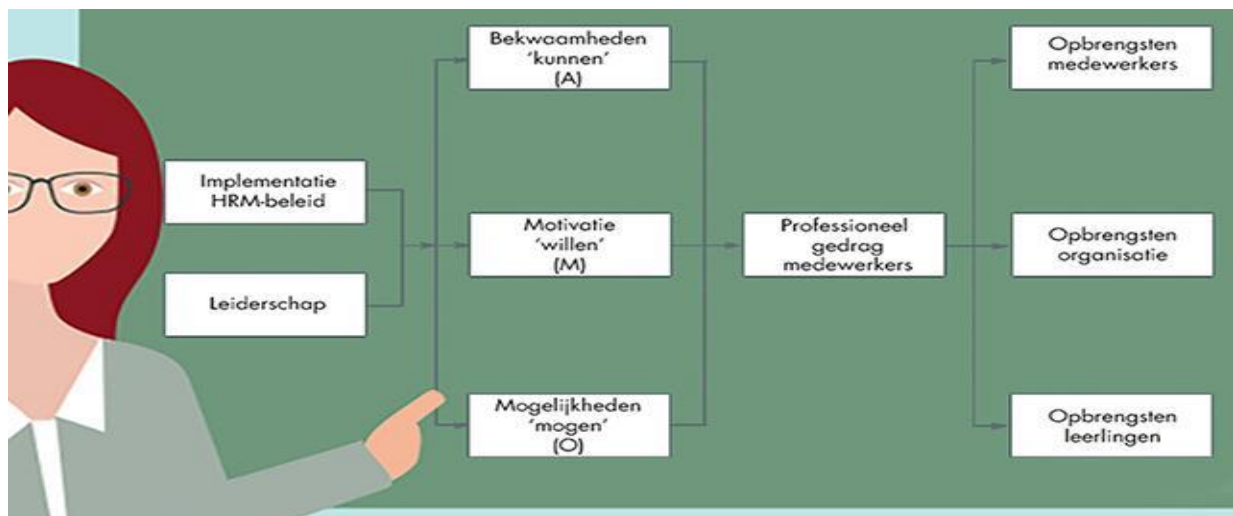 Implementatie
HRM-beleid
Leiderschap
Bekwaamheden
‘kunnen’
(A)
Motivatie
‘willen’
(M)
Mogelijkheden
‘mogen’
(O)
Professioneel
gedrag
medewerkers
Opbrengsten
medewerkers
Opbrengsten
organisatie
Opbrengsten
leerlingen